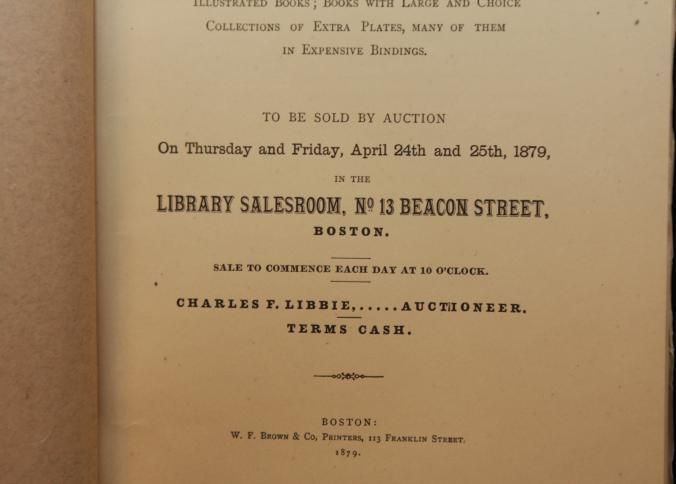 Illustrated Books; Books with Large and Choice
Collections of Extra Plates, many of them
in Expensive Bindings.
TO BE SOLD BY AUCTION
On Thursday and Friday, April 24th and 25th, 1879,
IN THE
LIBRARY SALESROOM, No 13 BEACON STREET,
BOSTON.
SALE TO COMMENCE EACH DAY AT 10 O'CLOCK.
CHARLES F. LIBBIE,.....AUCTIONEER.
TERMS CASH.
BOSTON:
W. F. Brown & Co, Printers, 113 Franklin Street.
1879.